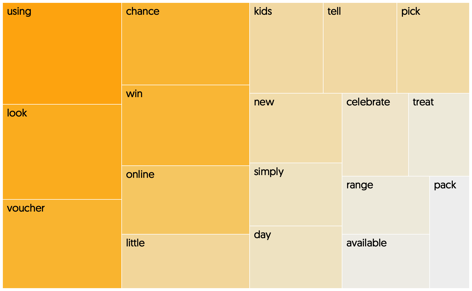 using
look
voucher
chance
win
online
little
kids
tell
pick
new
simply
day
celebrate
treat
range
available
pack